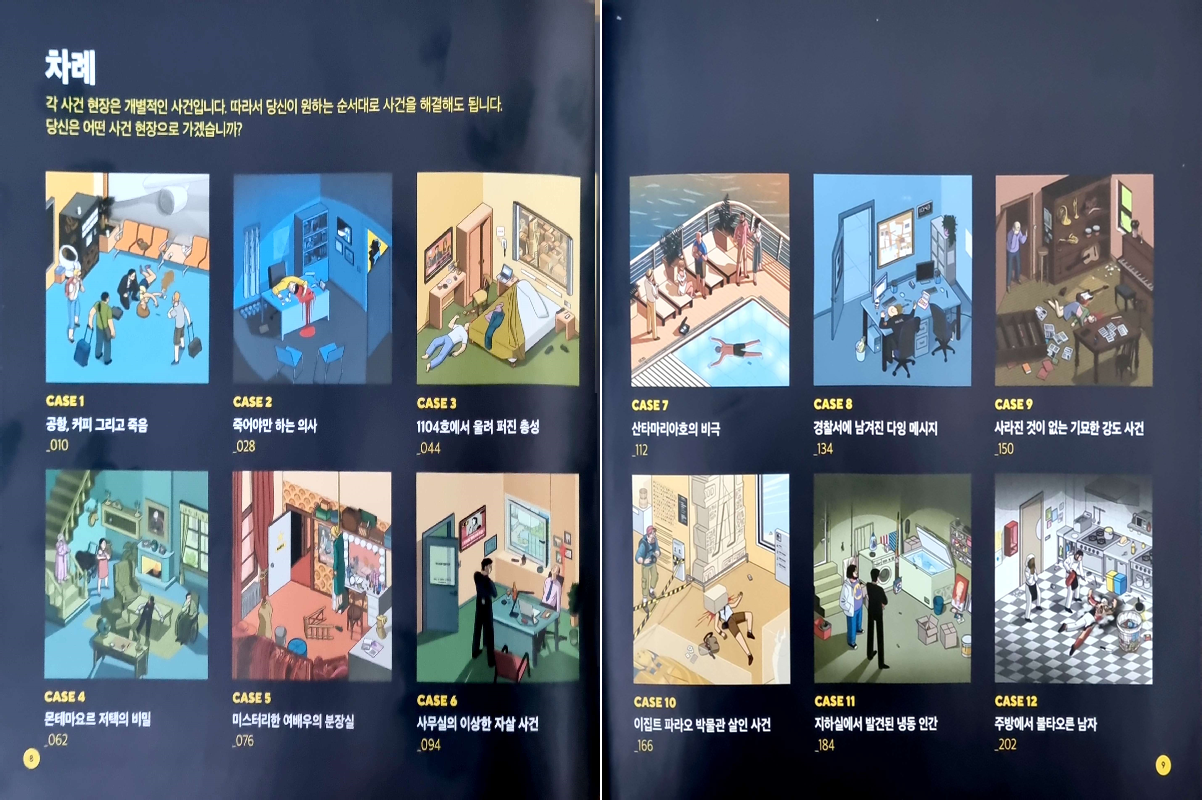 차례
각 사건 현장은 개별적인 사건입니다. 따라서 당신이 원하는 순서대로 사건을 해결해도 됩니다.
당신은 어떤 사건 현장으로 가겠습니까?
CASE 1
공항, 커피 그리고 죽음
_010
CASE 2
죽어야만 하는 의사
_028
CASE 3
1104호에서 울려 퍼진 총성
_044
CASE 4
몬테마요르 저택의 비밀
_062
CASE 5
미스터리한 여배우의 분장실
_076
CASE 6
사무실의 이상한 자살 사건
_094
8
CASE 7
산타마리아호의 비극
_112
CASE 8
경찰서에 남겨진 다잉 메시지
_134
CASE 9
사라진 것이 없는 기묘한 강도 사건
_150
CASE 10
이집트 파라오 박물관 살인 사건
_166
CASE 11
지하실에서 발견된 냉동 인간
_184
CASE 12
주방에서 불타오른 남자
_202
9